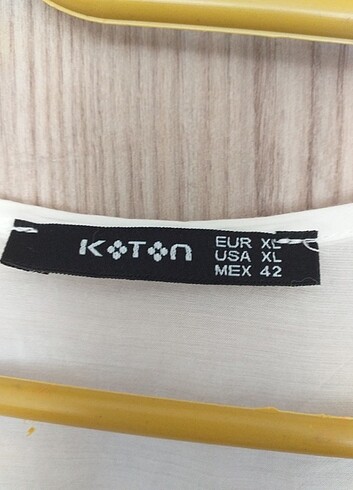 KOTON
EUR XL
USA XL
MEX 42